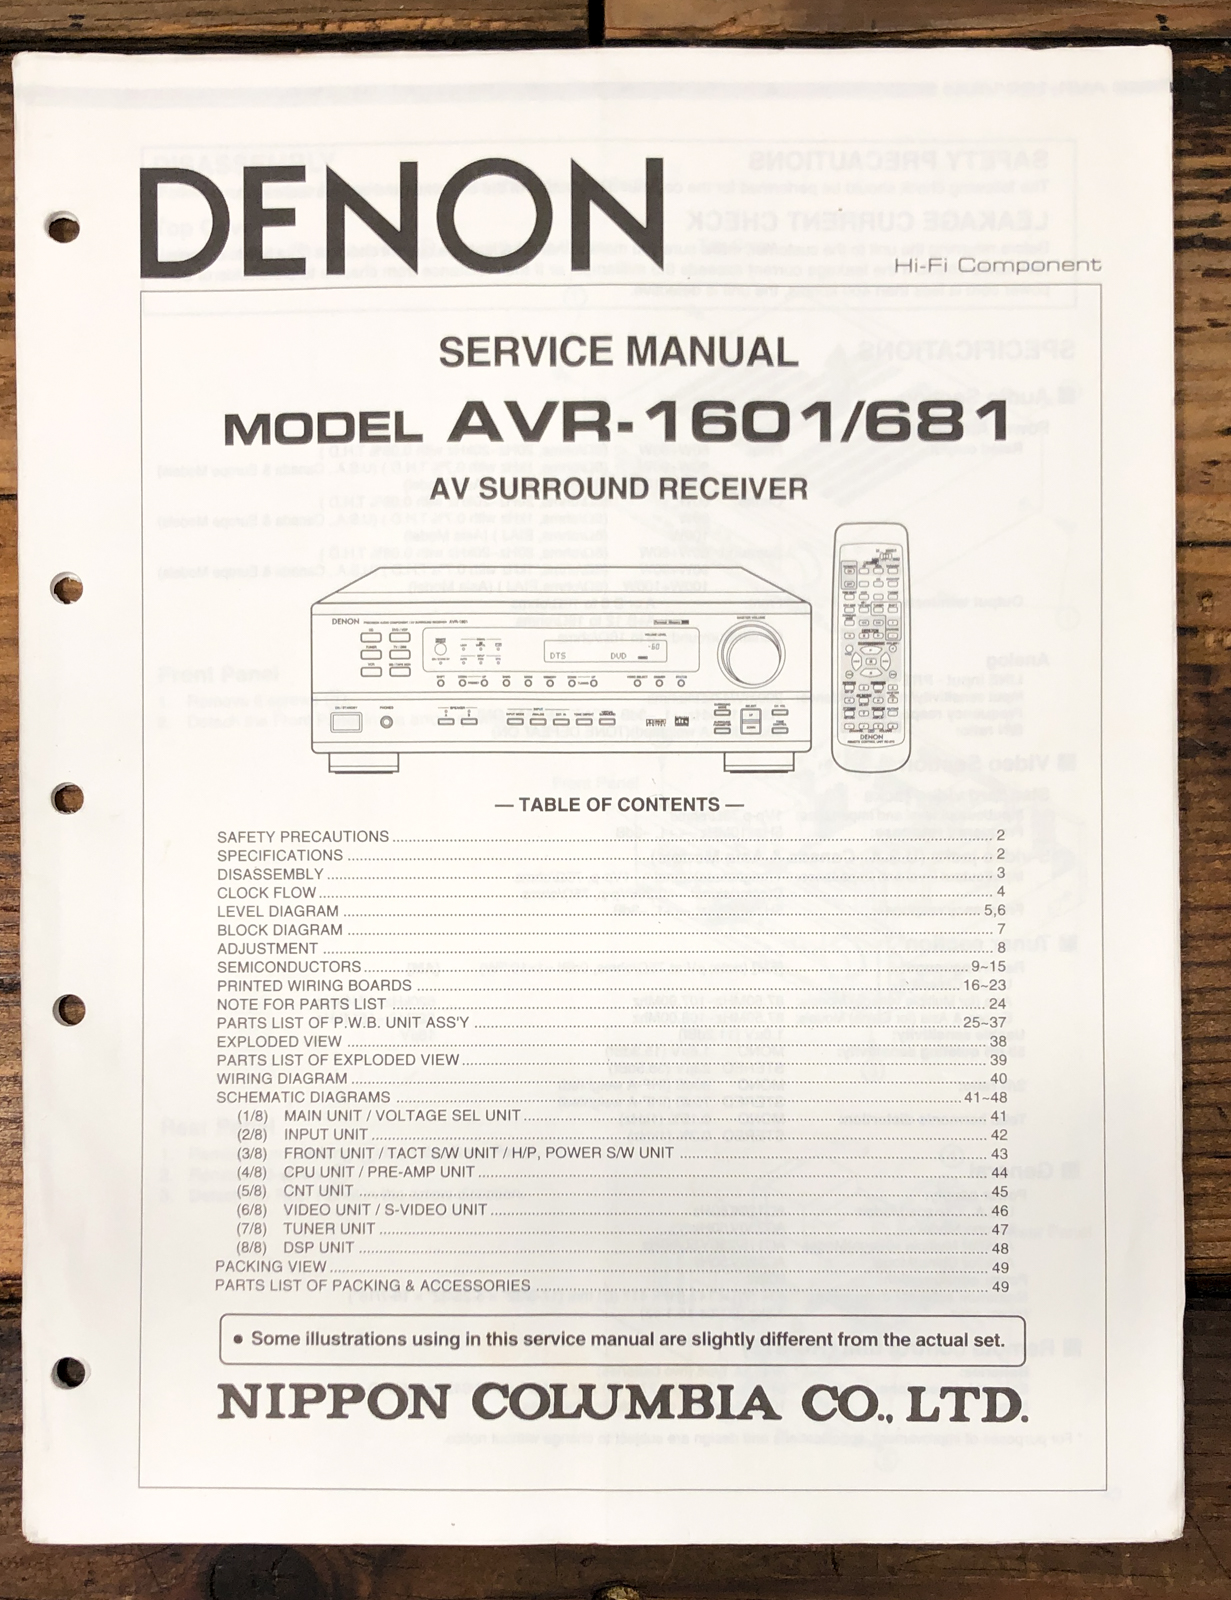 DENON
Hi-Fi Component
SERVICE MANUAL
MODEL AVR-1601/681
AV SURROUND RECEIVER
DENON
DTS DVD -60
DENON
— TABLE OF CONTENTS —
SAFETY PRECAUTIONS ........ 2
SPECIFICATIONS ........ 2
DISASSEMBLY ........ 3
CLOCK FLOW ........ 4
LEVEL DIAGRAM ........ 5,6
BLOCK DIAGRAM ........ 7
ADJUSTMENT ........ 8
SEMICONDUCTORS ........ 9~15
PRINTED WIRING BOARDS ........ 16~23
NOTE FOR PARTS LIST ........ 24
PARTS LIST OF P.W.B. UNIT ASS'Y ........ 25~37
EXPLODED VIEW ........ 38
PARTS LIST OF EXPLODED VIEW ........ 39
WIRING DIAGRAM ........ 40
SCHEMATIC DIAGRAMS ........ 41~48
(1/8) MAIN UNIT / VOLTAGE SEL UNIT ........ 41
(2/8) INPUT UNIT ........ 42
(3/8) FRONT UNIT / TACT S/W UNIT / H/P, POWER S/W UNIT ........ 43
(4/8) CPU UNIT / PRE-AMP UNIT ........ 44
(5/8) CNT UNIT ........ 45
(6/8) VIDEO UNIT / S-VIDEO UNIT ........ 46
(7/8) TUNER UNIT ........ 47
(8/8) DSP UNIT ........ 48
PACKING VIEW ........ 49
PARTS LIST OF PACKING & ACCESSORIES ........ 49
● Some illustrations using in this service manual are slightly different from the actual set.
NIPPON COLUMBIA CO., LTD.